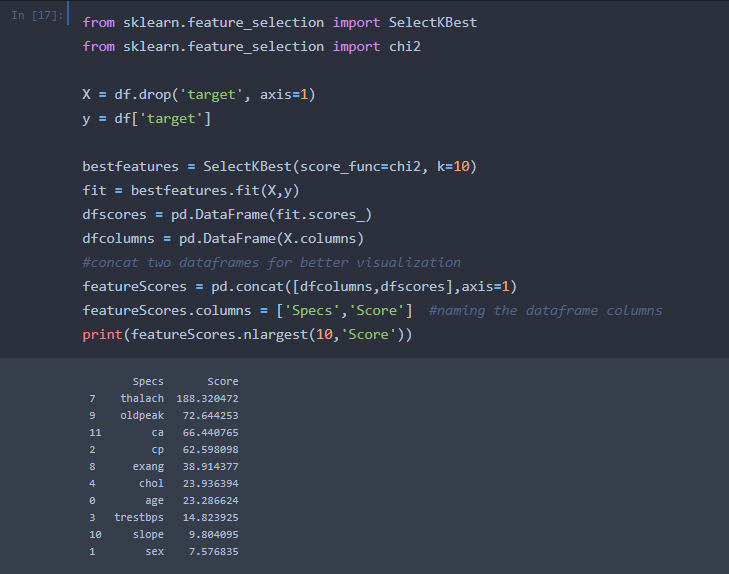 In [17]:
from sklearn.feature_selection import SelectKBest
from sklearn.feature_selection import chi2
X = df.drop('target', axis=1)
y = df['target']
bestfeatures = SelectKBest(score_func=chi2, k=10)
fit = bestfeatures.fit(X,y)
dfscores = pd.DataFrame(fit.scores_)
dfcolumns = pd.DataFrame(X.columns)
#concat two dataframes for better visualization
featureScores = pd.concat([dfcolumns,dfscores],axis=1)
featureScores.columns = ['Specs','Score']  #naming the dataframe columns
print(featureScores.nlargest(10,'Score'))
Specs Score
7 thalach 188.320472
9 oldpeak 72.644253
11 ca 66.440765
2 cp 62.598098
8 exang 38.914377
4 chol 23.936394
0 age 23.286624
3 trestbps 14.823925
10 slope 9.804095
1 sex 7.576835